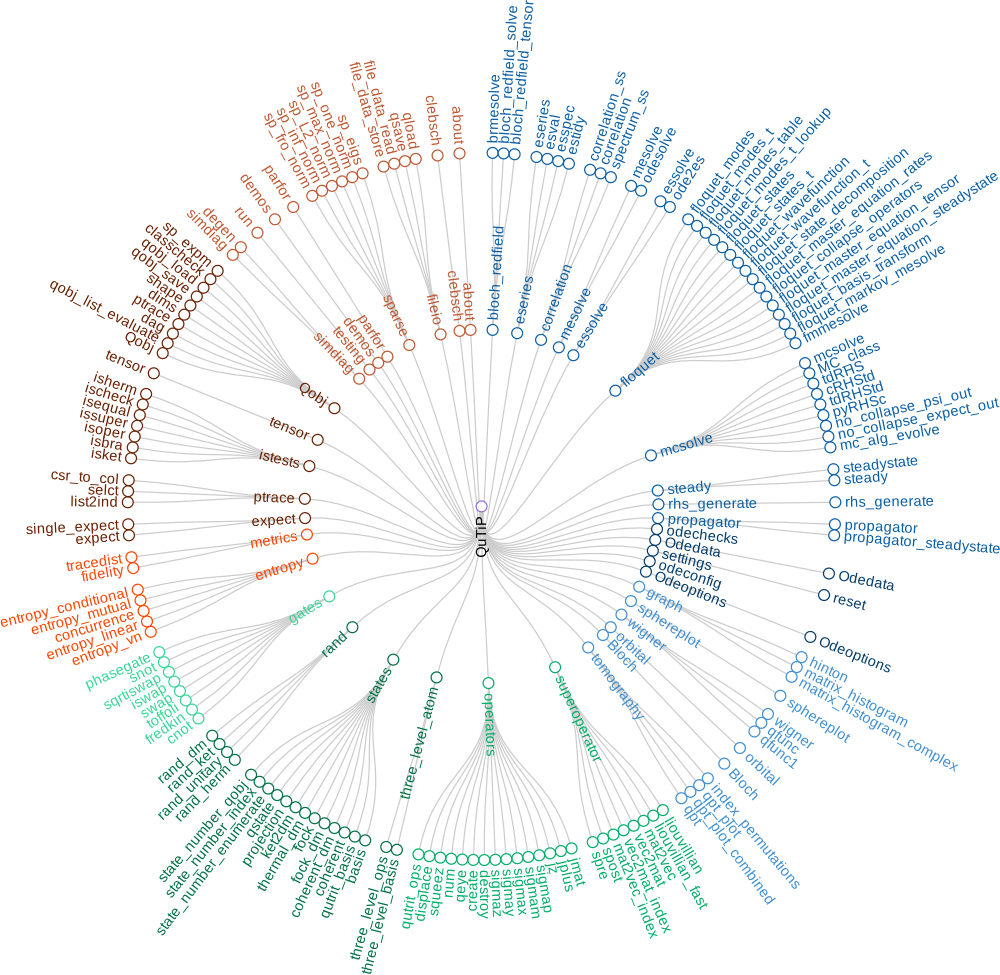 QuTiP
bloch_redfield
brmesolve
bloch_redfield_solve
bloch_redfield_tensor
eseries
eseries
esval
esspec
estidy
correlation
correlation_ss
correlation
spectrum_ss
mesolve
mesolve
odesolve
essolve
essolve
ode2es
floquet
floquet_modes
floquet_modes_t
floquet_modes_table
floquet_modes_t_lookup
floquet_states
floquet_states_t
floquet_wavefunction
floquet_wavefunction_t
floquet_state_decomposition
floquet_master_equation_rates
floquet_collapse_operators
floquet_master_equation_tensor
floquet_master_equation_steadystate
floquet_basis_transform
floquet_markov_mesolve
fmmesolve
mcsolve
mcsolve
MC_class
tdRHS
cRHStd
tdRHStd
pyRHSc
no_collapse_psi_out
no_collapse_expect_out
mc_alg_evolve
steady
steadystate
steady
rhs_generate
rhs_generate
propagator
propagator
propagator_steadystate
odechecks
Odedata
Odedata
settings
reset
odeconfig
Odeoptions
Odeoptions
graph
hinton
matrix_histogram
matrix_histogram_complex
sphereplot
sphereplot
wigner
wigner
qfunc
qfunc1
orbital
orbital
Bloch
Bloch
tomography
index_permutations
qpt_plot
qpt_plot_combined
superoperator
liouvillian
liouvillian_fast
mat2vec
vec2mat
vec2mat_index
mat2vec_index
spost
spre
operators
jmat
jplus
jz
sigmap
sigmam
sigmax
sigmay
sigmaz
destroy
create
qeye
num
squeez
displace
qutrit_ops
three_level_atom
three_level_basis
three_level_ops
states
basis
qutrit_basis
coherent
coherent_dm
fock_dm
fock
thermal_dm
ket2dm
projection
qstate
state_number_enumerate
state_number_index
state_number_qobj
rand
rand_herm
rand_unitary
rand_ket
rand_dm
gates
cnot
fredkin
toffoli
swap
iswap
sqrtiswap
snot
phasegate
entropy
entropy_vn
entropy_linear
concurrence
entropy_mutual
entropy_conditional
metrics
fidelity
tracedist
expect
expect
single_expect
ptrace
list2ind
selct
csr_to_col
istests
isket
isbra
isoper
issuper
isequal
ischeck
isherm
tensor
tensor
Qobj
Qobj
qobj_list_evaluate
dag
ptrace
dims
shape
qobj_save
qobj_load
classcheck
sp_expm
simdiag
simdiag
degen
testing
run
demos
demos
parfor
parfor
sparse
sp_fro_norm
sp_inf_norm
sp_L2_norm
sp_max_norm
sp_one_norm
sp_eigs
fileio
file_data_store
file_data_read
qsave
qload
clebsch
clebsch
about
about